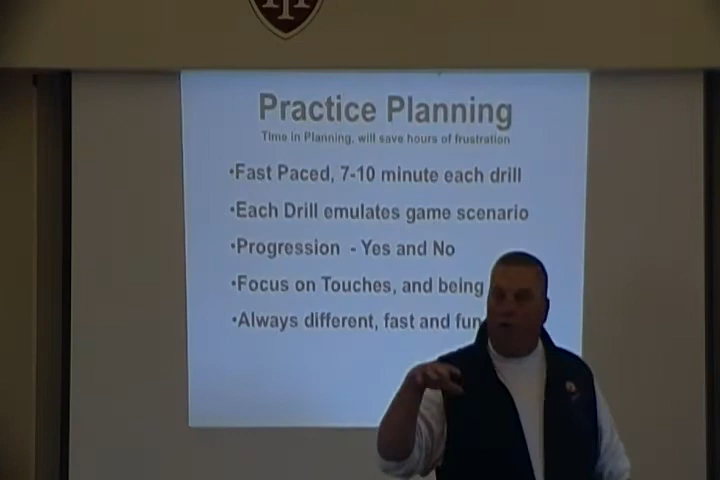 Practice Planning
Time in Planning, will save hours of frustration
•Fast Paced, 7-10 minute each drill
•Each Drill emulates game scenario
•Progression - Yes and No
•Focus on Touches, and being
•Always different, fast and fun